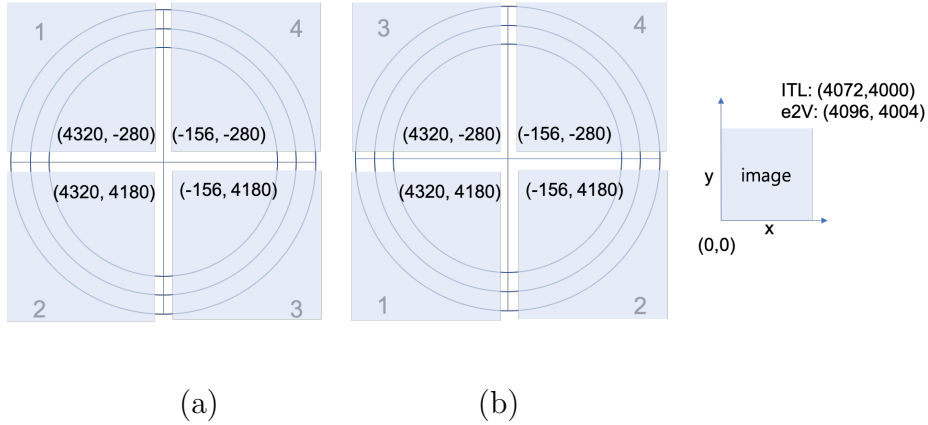 1 4 3 4
ITL: (4072,4000)
e2V: (4096, 4004)
(4320, -280) (-156, -280) (4320, -280) (-156, -280)
(4320, 4180) (-156, 4180) (4320, 4180) (-156, 4180)
y image
x
(0,0)
2 3 1 2
(a) (b)